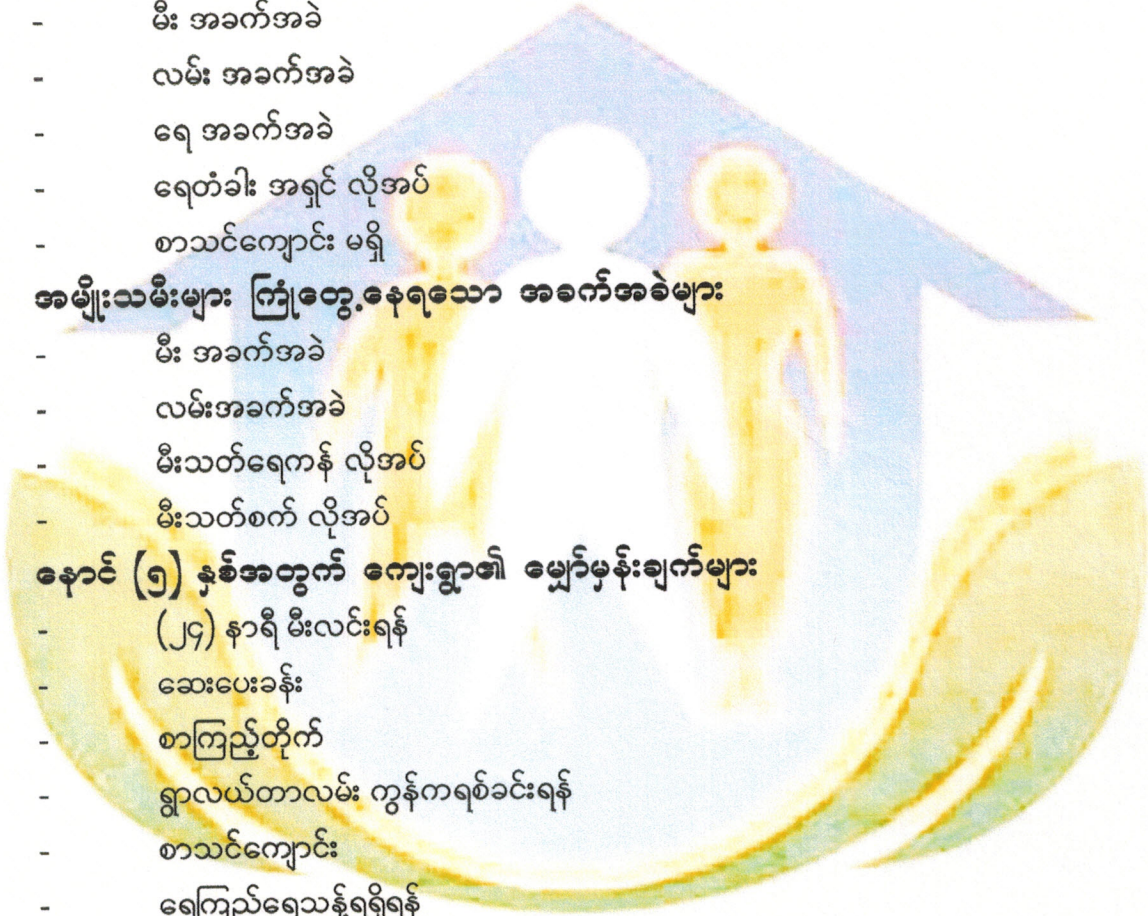 - မီး အခက်အခဲ
- လမ်း အခက်အခဲ
- ရေ အခက်အခဲ
- ရေတံခါး အရှင် လိုအပ်
- စာသင်ကျောင်း မရှိ
အမျိုးသမီးများ ကြုံတွေ့နေရသော အခက်အခဲများ
- မီး အခက်အခဲ
- လမ်းအခက်အခဲ
- မီးသတ်ရေကန် လိုအပ်
- မီးသတ်စက် လိုအပ်
နောင် (၅) နှစ်အတွက် ကျေးရွာ၏ မျှော်မှန်းချက်များ
- (၂၄) နာရီ မီးလင်းရန်
- ဆေးပေးခန်း
- စာကြည့်တိုက်
- ရွာလယ်တာလမ်း ကွန်ကရစ်ခင်းရန်
- စာသင်ကျောင်း
- ရေကြည်ရေသန့်ရရှိရန်